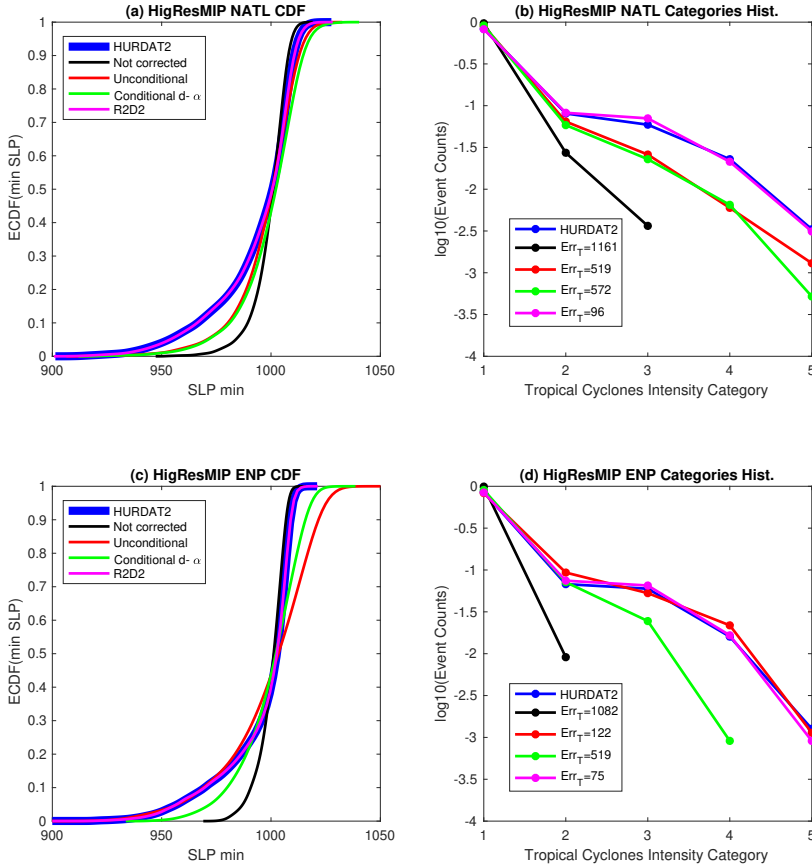 (a) HigResMIP NATL CDF
1
0.9
0.8
0.7
0.6
0.5
0.4
0.3
0.2
0.1
0
ECDF(min SLP)
HURDAT2
Not corrected
Unconditional
Conditional d- α
R2D2
900
950
1000
1050
SLP min
(b) HigResMIP NATL Categories Hist.
0
-0.5
-1
-1.5
-2
-2.5
-3
-3.5
-4
log10(Event Counts)
HURDAT2
Err_T=1161
Err_T=519
Err_T=572
Err_T=96
1
2
3
4
5
Tropical Cyclones Intensity Category
(c) HigResMIP ENP CDF
1
0.9
0.8
0.7
0.6
0.5
0.4
0.3
0.2
0.1
0
ECDF(min SLP)
HURDAT2
Not corrected
Unconditional
Conditional d- α
R2D2
900
950
1000
1050
SLP min
(d) HigResMIP ENP Categories Hist.
0
-0.5
-1
-1.5
-2
-2.5
-3
-3.5
-4
log10(Event Counts)
HURDAT2
Err_T=1082
Err_T=122
Err_T=519
Err_T=75
1
2
3
4
5
Tropical Cyclones Intensity Category